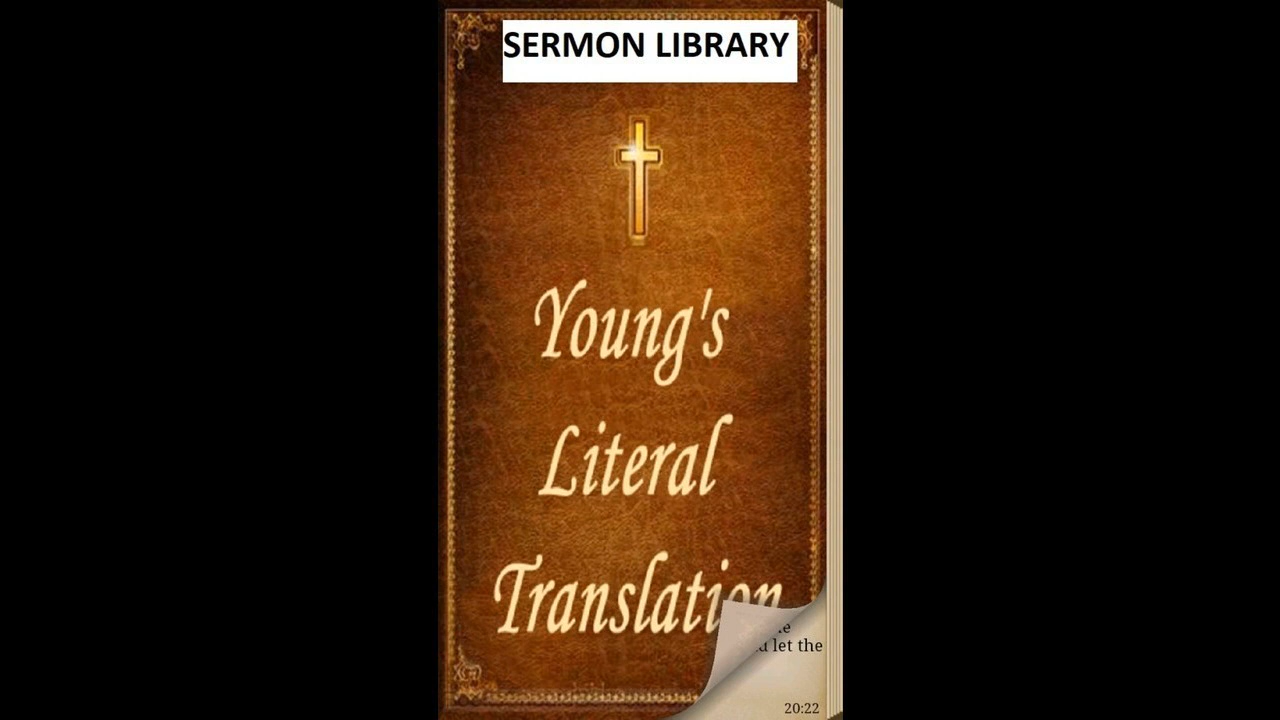 SERMON LIBRARY
Young's
Literal
Translation
let the
20:22